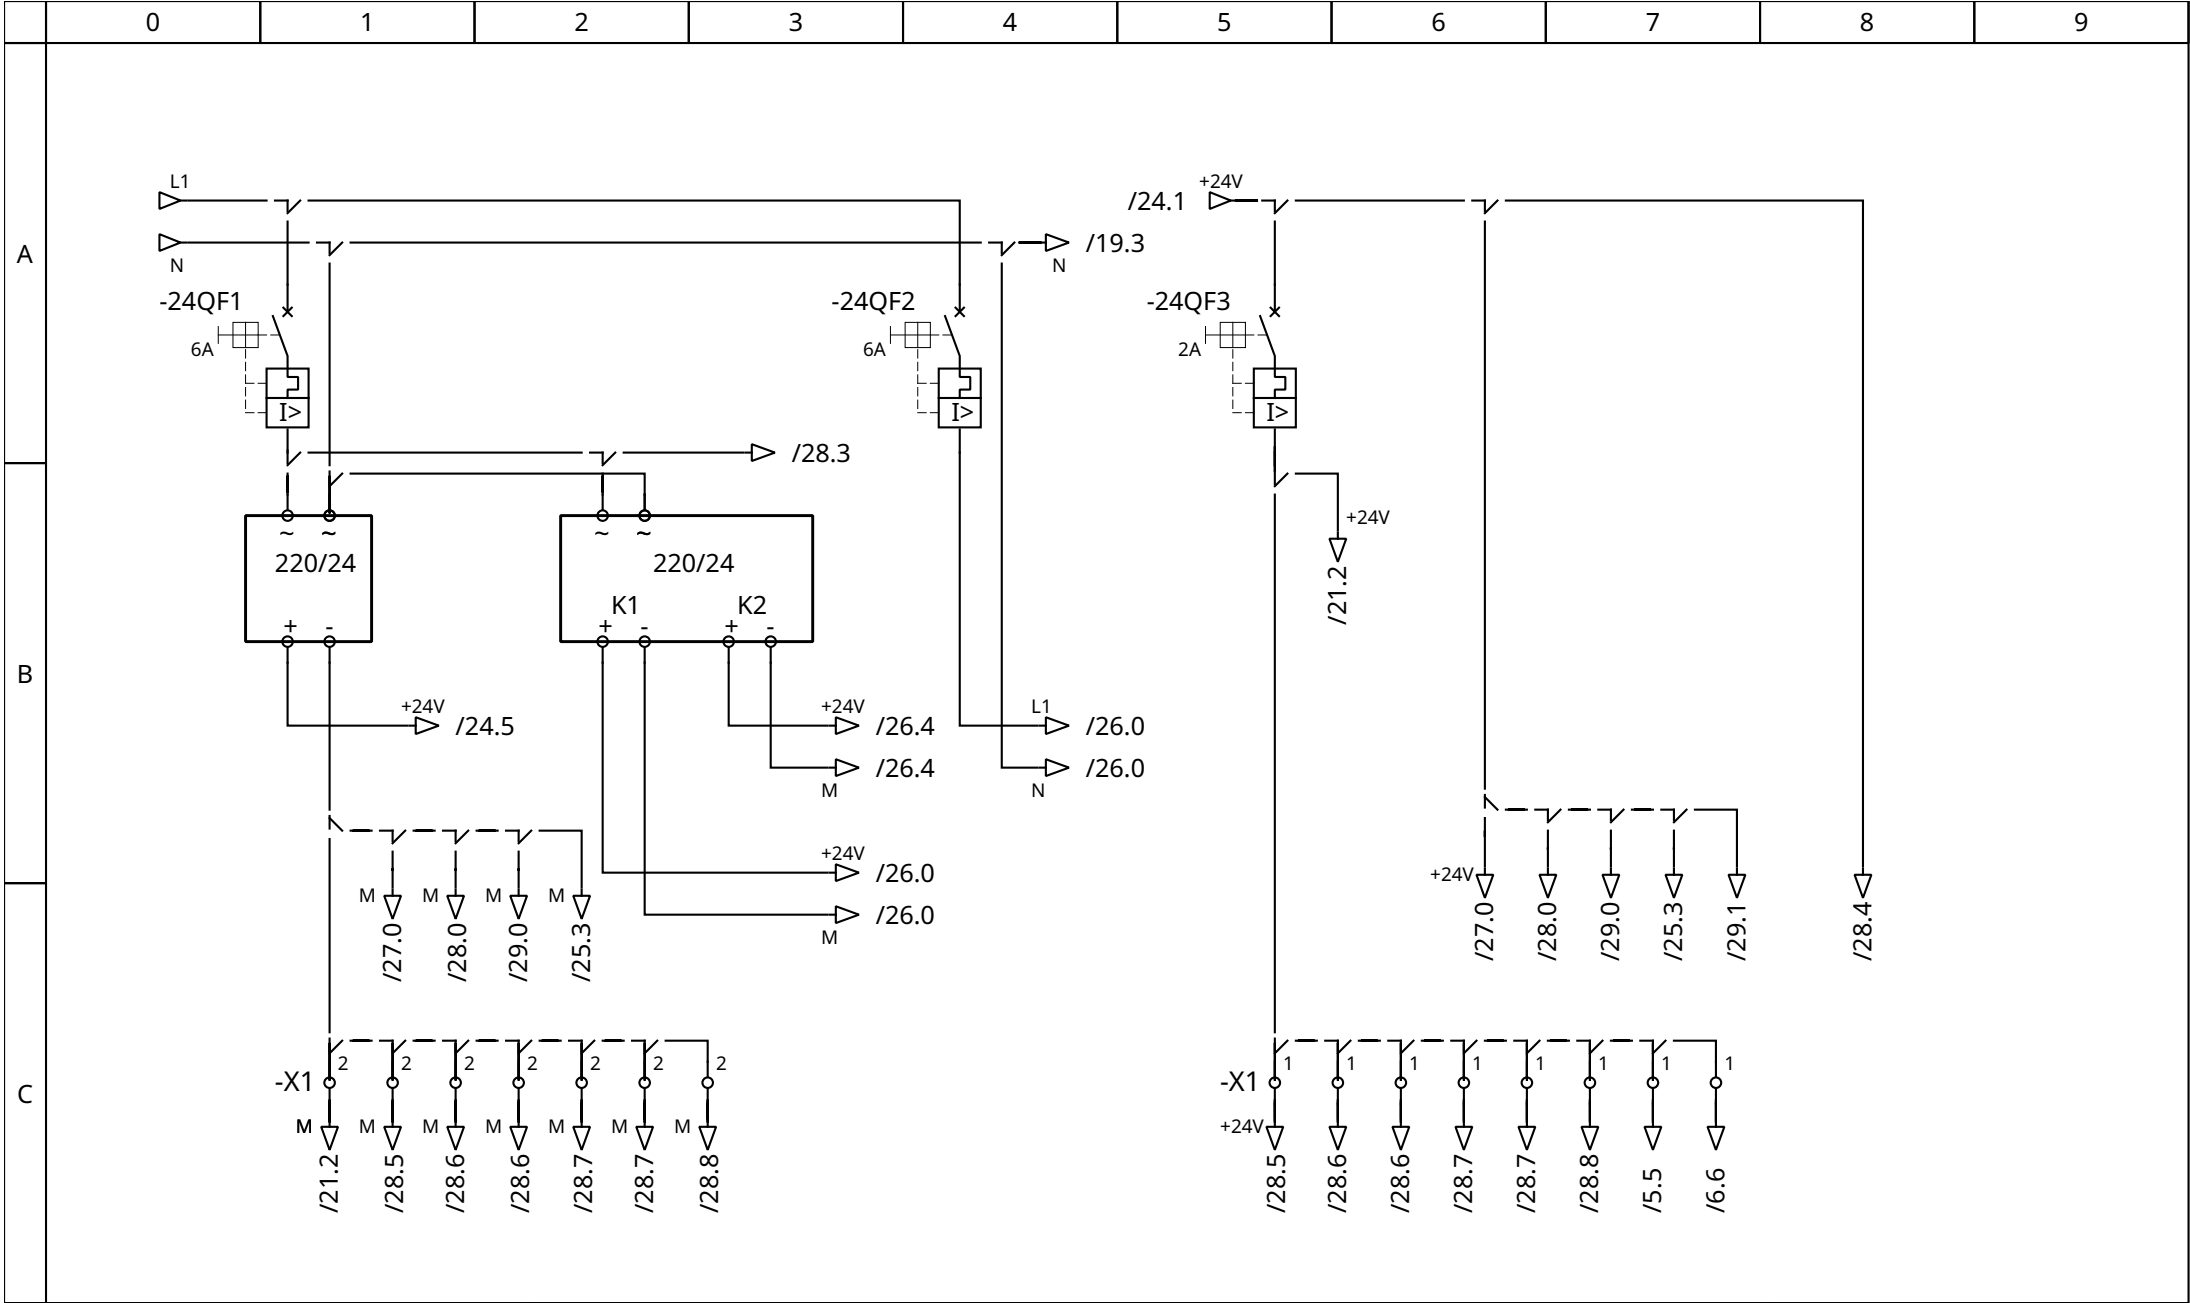 0 1 2 3 4 5 6 7 8 9
A
B
C
L1
N
/19.3
N
/24.1
+24V
-24QF1
6A
I>
-24QF2
6A
I>
-24QF3
2A
I>
/28.3
+24V
/21.2
~ ~
220/24
+ -
~ ~
220/24
K1 K2
+ - + -
+24V
/24.5
+24V
/26.4
/26.4
M
L1
/26.0
/26.0
N
+24V
/26.0
/26.0
M
M M M M
/27.0 /28.0 /29.0 /25.3
+24V
/27.0 /28.0 /29.0 /25.3 /29.1 /28.4
2 2 2 2 2 2 2
-X1
M M M M M M M
/21.2 /28.5 /28.6 /28.6 /28.7 /28.7 /28.8
1 1 1 1 1 1 1 1
-X1
+24V
/28.5 /28.6 /28.6 /28.7 /28.7 /28.8 /5.5 /6.6